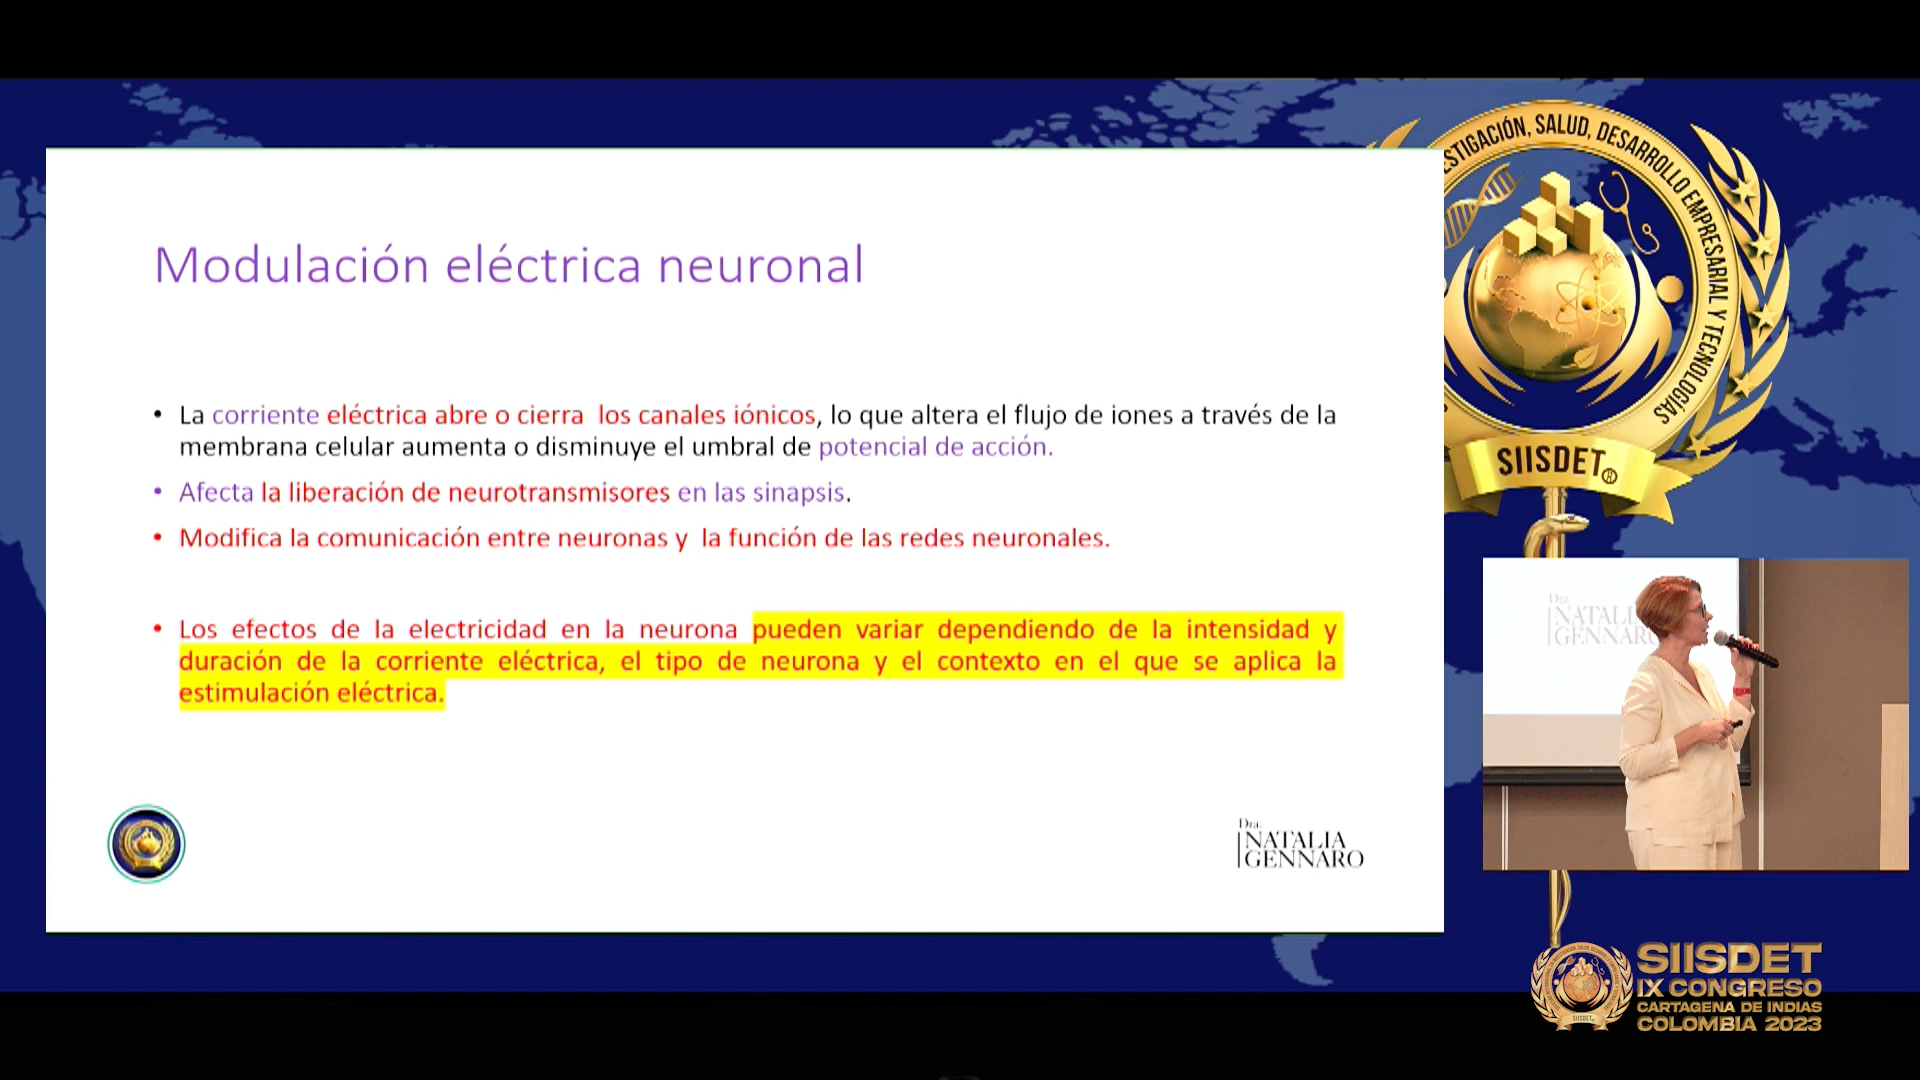 STIGACIÓN, SALUD, DESARROLLO EMPRESARIAL Y TECNOLOGÍAS
Modulación eléctrica neuronal
• La corriente eléctrica abre o cierra los canales iónicos, lo que altera el flujo de iones a través de la
membrana celular aumenta o disminuye el umbral de potencial de acción.
• Afecta la liberación de neurotransmisores en las sinapsis.
• Modifica la comunicación entre neuronas y la función de las redes neuronales.
• Los efectos de la electricidad en la neurona pueden variar dependiendo de la intensidad y
duración de la corriente eléctrica, el tipo de neurona y el contexto en el que se aplica la
estimulación eléctrica.
SIISDET®
Dra.
NATALIA
GENNARO
Dra.
NATALIA
GENNARO
SIISDET
IX CONGRESO
CARTAGENA DE INDIAS
COLOMBIA 2023
SIISDET